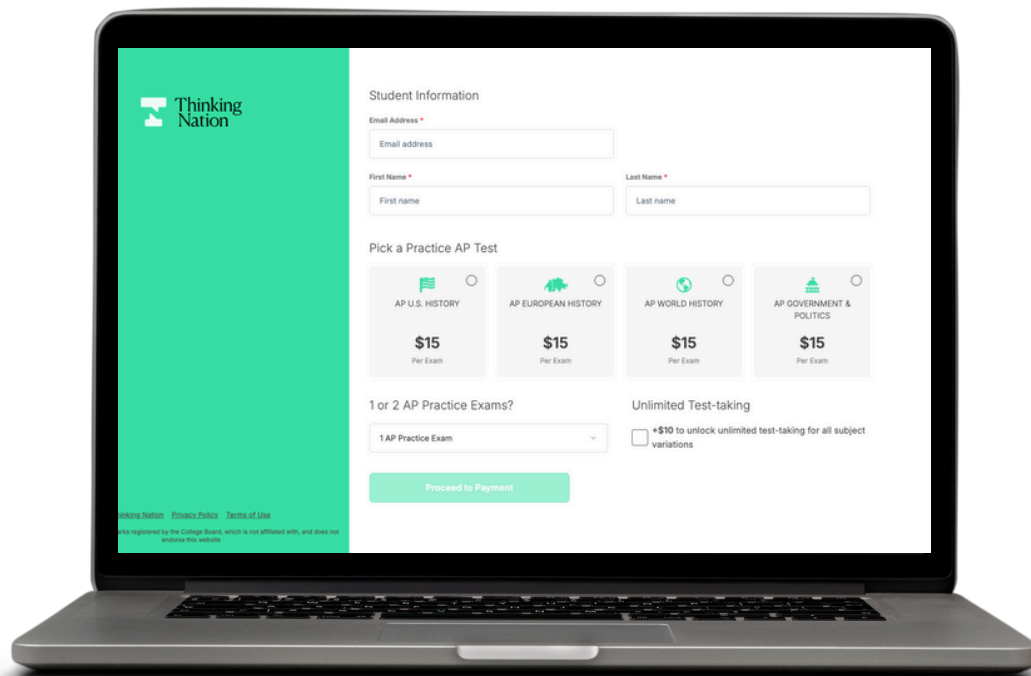 Thinking
Nation
Student Information
Email Address *
Email address
First Name *
Last Name *
First name
Last name
Pick a Practice AP Test
AP U.S. HISTORY
$15
Per Exam
AP EUROPEAN HISTORY
$15
Per Exam
AP WORLD HISTORY
$15
Per Exam
AP GOVERNMENT &
POLITICS
$15
Per Exam
1 or 2 AP Practice Exams?
1 AP Practice Exam
Unlimited Test-taking
+$10 to unlock unlimited test-taking for all subject
variations
Proceed to Payment
Nation Privacy Policy Terms of Use
registered by the College Board, which is not affiliated with, and does not
endorse this website